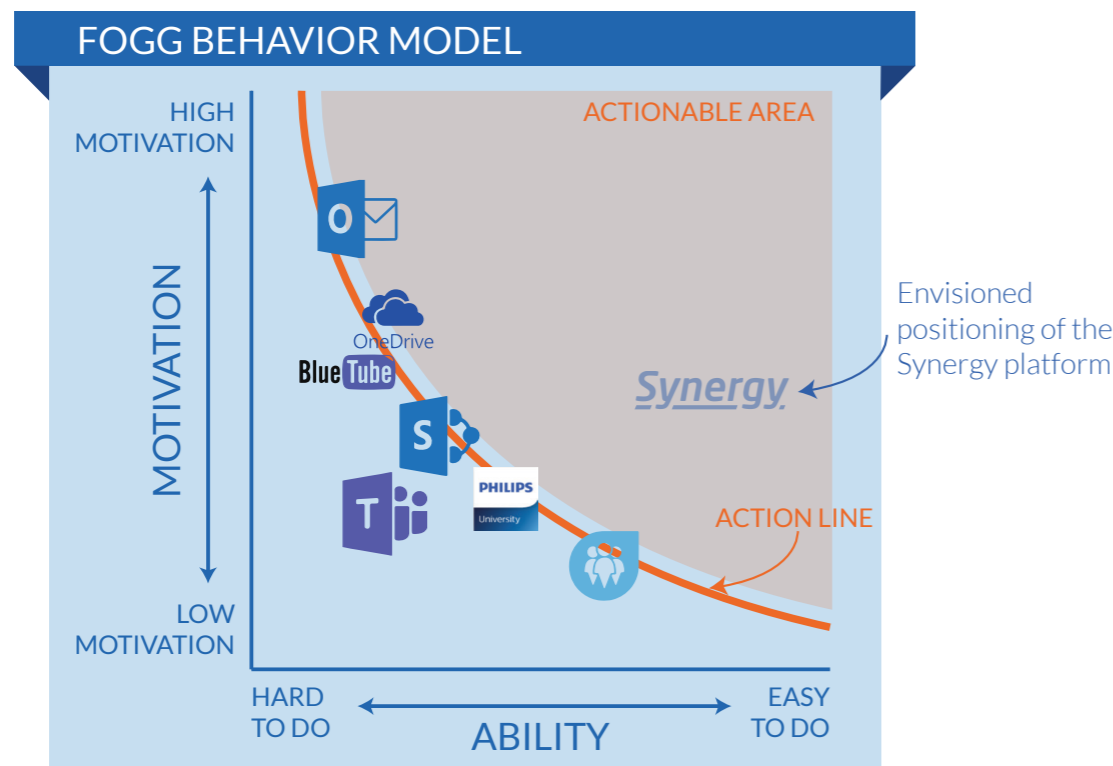 FOGG BEHAVIOR MODEL
HIGH
MOTIVATION
ACTIONABLE AREA
MOTIVATION
O
OneDrive
BlueTube
S
T
PHILIPS
University
Synergy
Envisioned
positioning of the
Synergy platform
ACTION LINE
LOW
MOTIVATION
HARD
TO DO
ABILITY
EASY
TO DO